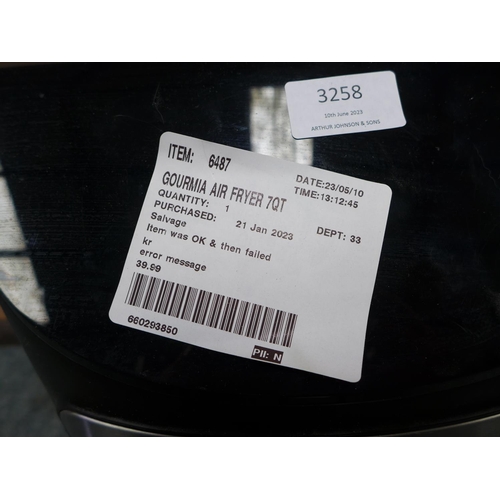 3258
10th June 2023
ARTHUR JOHNSON & SONS
ITEM: 6487 DATE:23/05/10
GOURMIA AIR FRYER 7QT TIME:13:12:45
QUANTITY: 1
PURCHASED: 21 Jan 2023 DEPT: 33
Salvage
Item was OK & then failed
kr
error message
39.99
660293850
PII: N